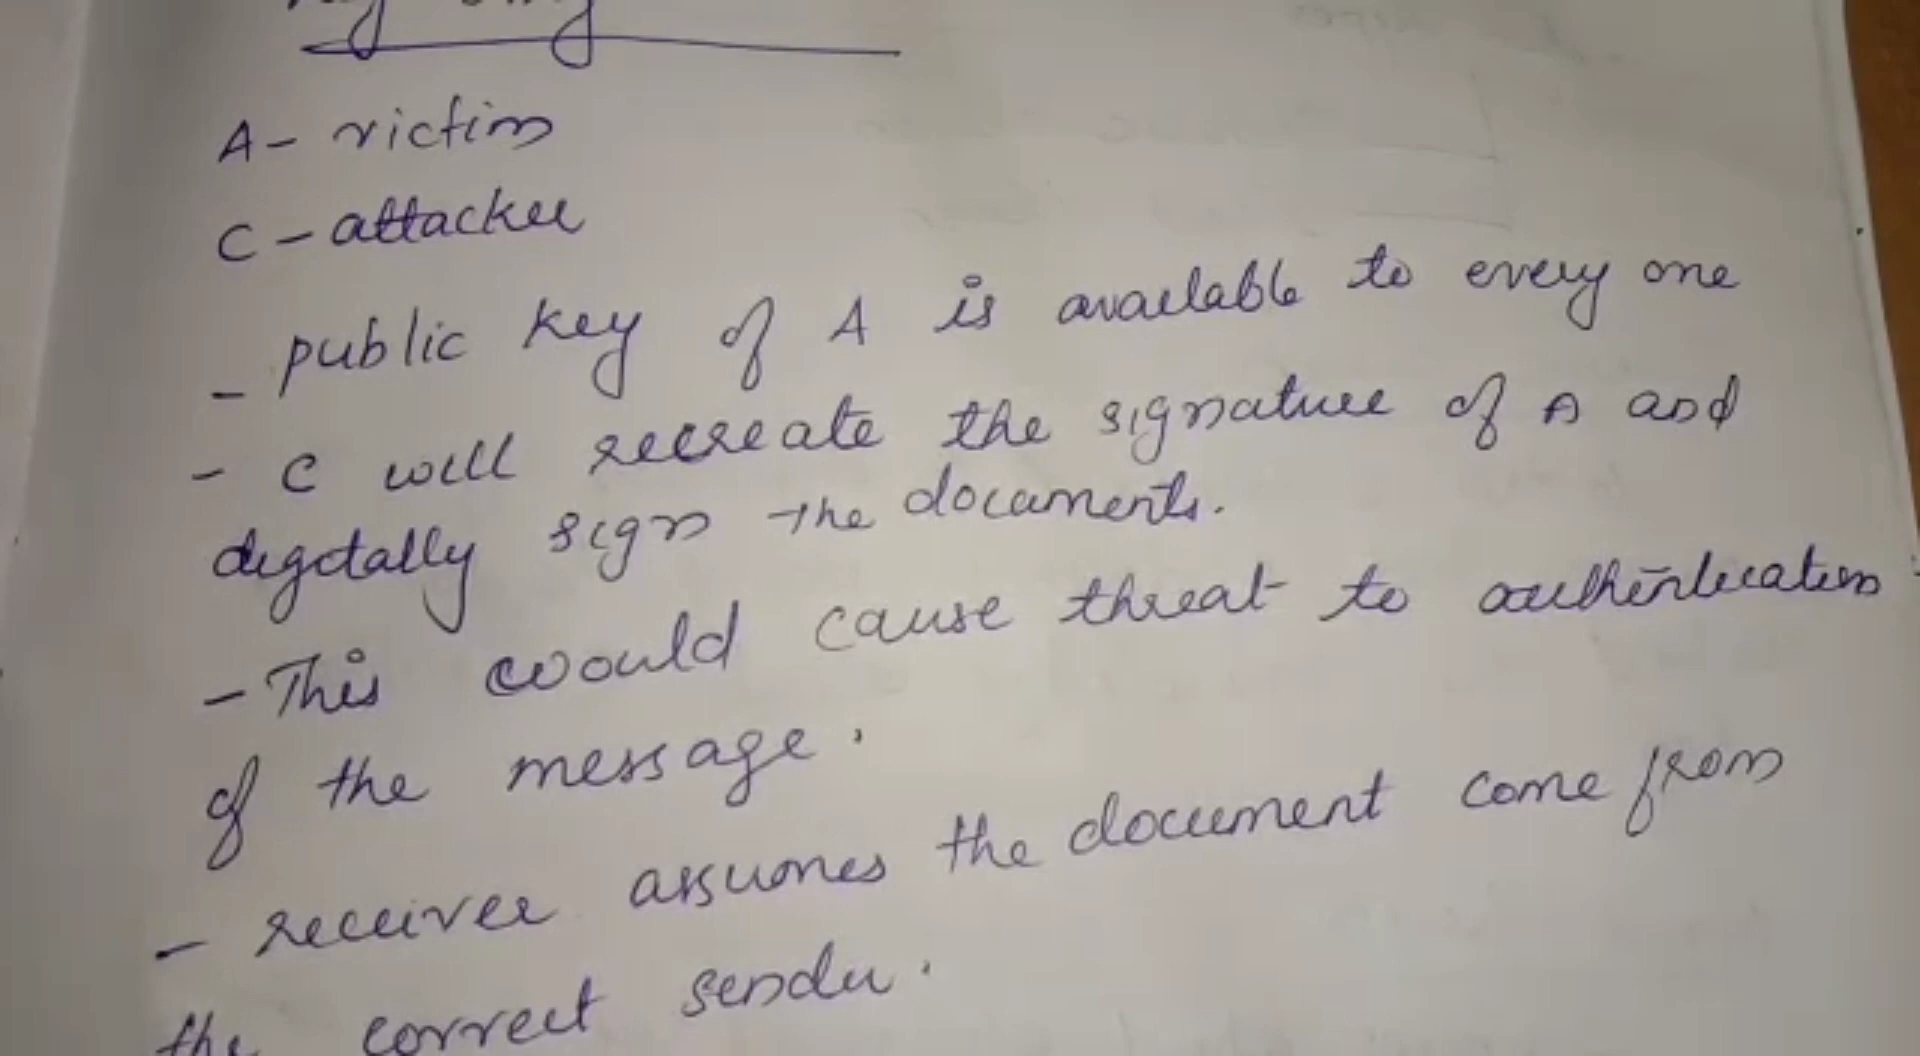 A - victim
C - attacker
- public key of A is available to every one
- C will recreate the signature of A and
digitally sign the documents.
- This would cause threat to authentication
of the message.
- receiver assumes the document come from
the correct sender.